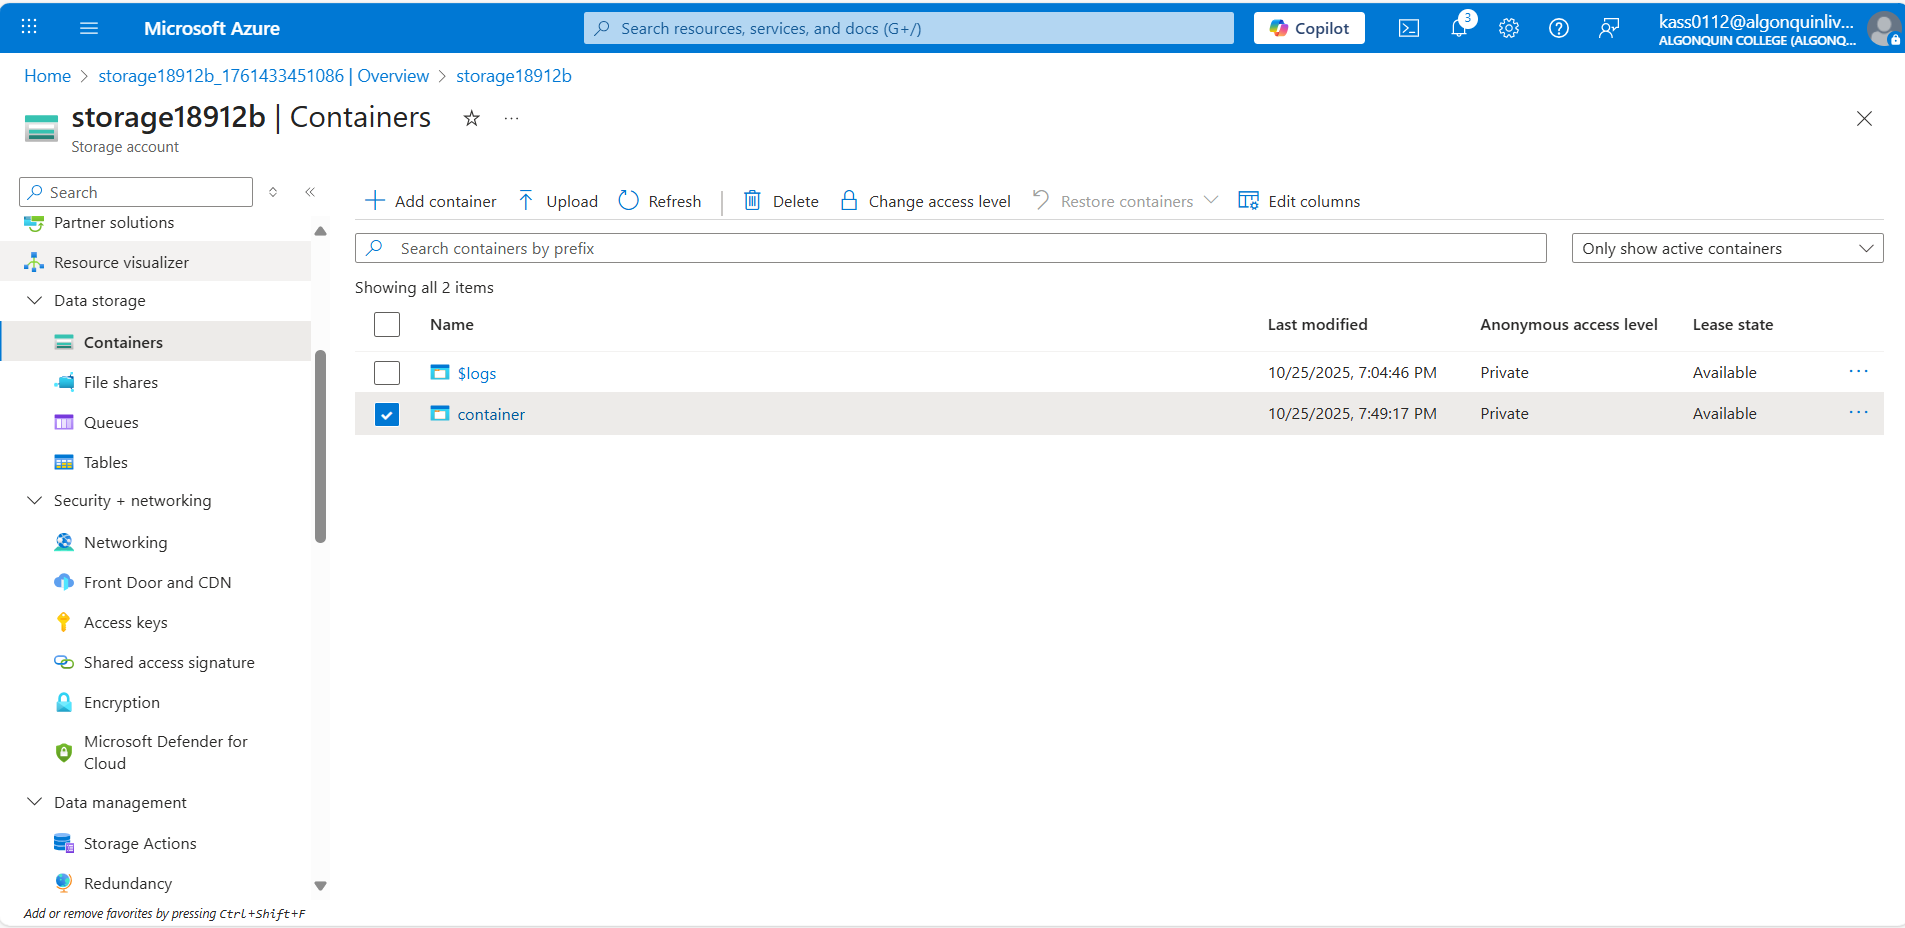 Microsoft Azure
Search resources, services, and docs (G+/)
Copilot
3
kass0112@algonquinliv...
ALGONQUIN COLLEGE (ALGONQ...
Home > storage18912b_1761433451086 | Overview > storage18912b
storage18912b | Containers
Storage account
Search
Partner solutions
Resource visualizer
Data storage
Containers
File shares
Queues
Tables
Security + networking
Networking
Front Door and CDN
Access keys
Shared access signature
Encryption
Microsoft Defender for
Cloud
Data management
Storage Actions
Redundancy
Add or remove favorites by pressing Ctrl+Shift+F
Add container Upload Refresh Delete Change access level Restore containers Edit columns
Search containers by prefix
Only show active containers
Showing all 2 items
Name Last modified Anonymous access level Lease state
$logs 10/25/2025, 7:04:46 PM Private Available ...
container 10/25/2025, 7:49:17 PM Private Available ...